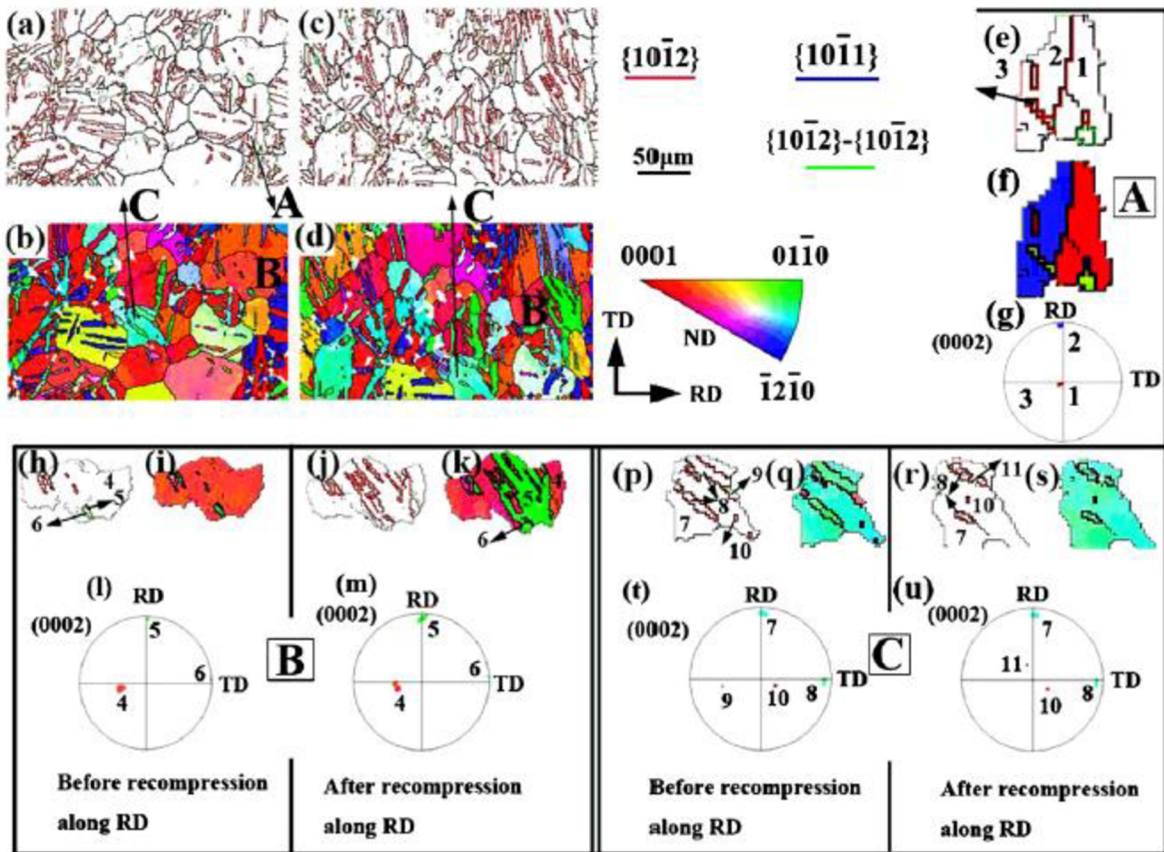 (a)
(c)
{101̄2}
{101̄1}
50μm
{101̄2}-{101̄2}
(e)
3
2
1
C
A
C
(f)
A
(b)
B
(d)
B
0001
011̄0
TD
ND
RD
1̄21̄0
(g)
RD
(0002)
2
TD
3
1
(h)
4
5
6
(i)
(j)
(k)
5
4
6
(l)
RD
(0002)
5
6
TD
4
B
(m)
RD
(0002)
5
6
TD
4
Before recompression
along RD
After recompression
along RD
(p)
9
8
7
10
(q)
(r)
11
8
10
7
(s)
(t)
RD
(0002)
7
TD
9
10
8
C
(u)
RD
(0002)
7
11
TD
10
8
Before recompression
along RD
After recompression
along RD